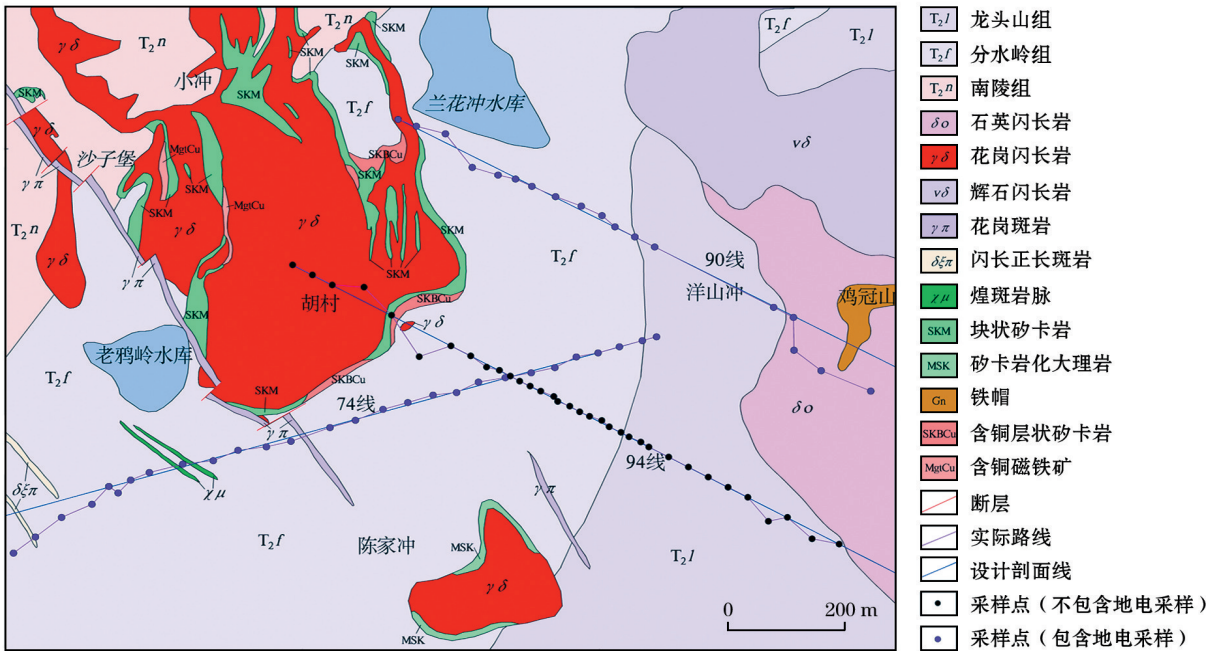 γδ
T₂n
T₂n
SKM
SKM
SKM
小冲
SKM
T₂f
兰花冲水库
T₂f
T₂l
νδ
SKM
γδ
沙子堡
MgtCu
SKBCu
SKM
γπ
SKM
SKM
MgtCu
T₂n
γδ
γδ
SKM
γδ
T₂f
90线
γπ
SKM
洋山冲
鸡冠山
胡村
SKBCu
SKM
γδ
老鸦岭水库
T₂f
SKBCu
SKM
74线
δο
γπ
94线
δξπ
χμ
γπ
T₂f
陈家冲
MSK
T₂l
γδ
MSK
0 200 m
T₂l 龙头山组
T₂f 分水岭组
T₂n 南陵组
δο 石英闪长岩
γδ 花岗闪长岩
νδ 辉石闪长岩
γπ 花岗斑岩
δξπ 闪长正长斑岩
χμ 煌斑岩脉
SKM 块状矽卡岩
MSK 矽卡岩化大理岩
Gn 铁帽
SKBCu 含铜层状矽卡岩
MgtCu 含铜磁铁矿
断层
实际路线
设计剖面线
采样点（不包含地电采样）
采样点（包含地电采样）